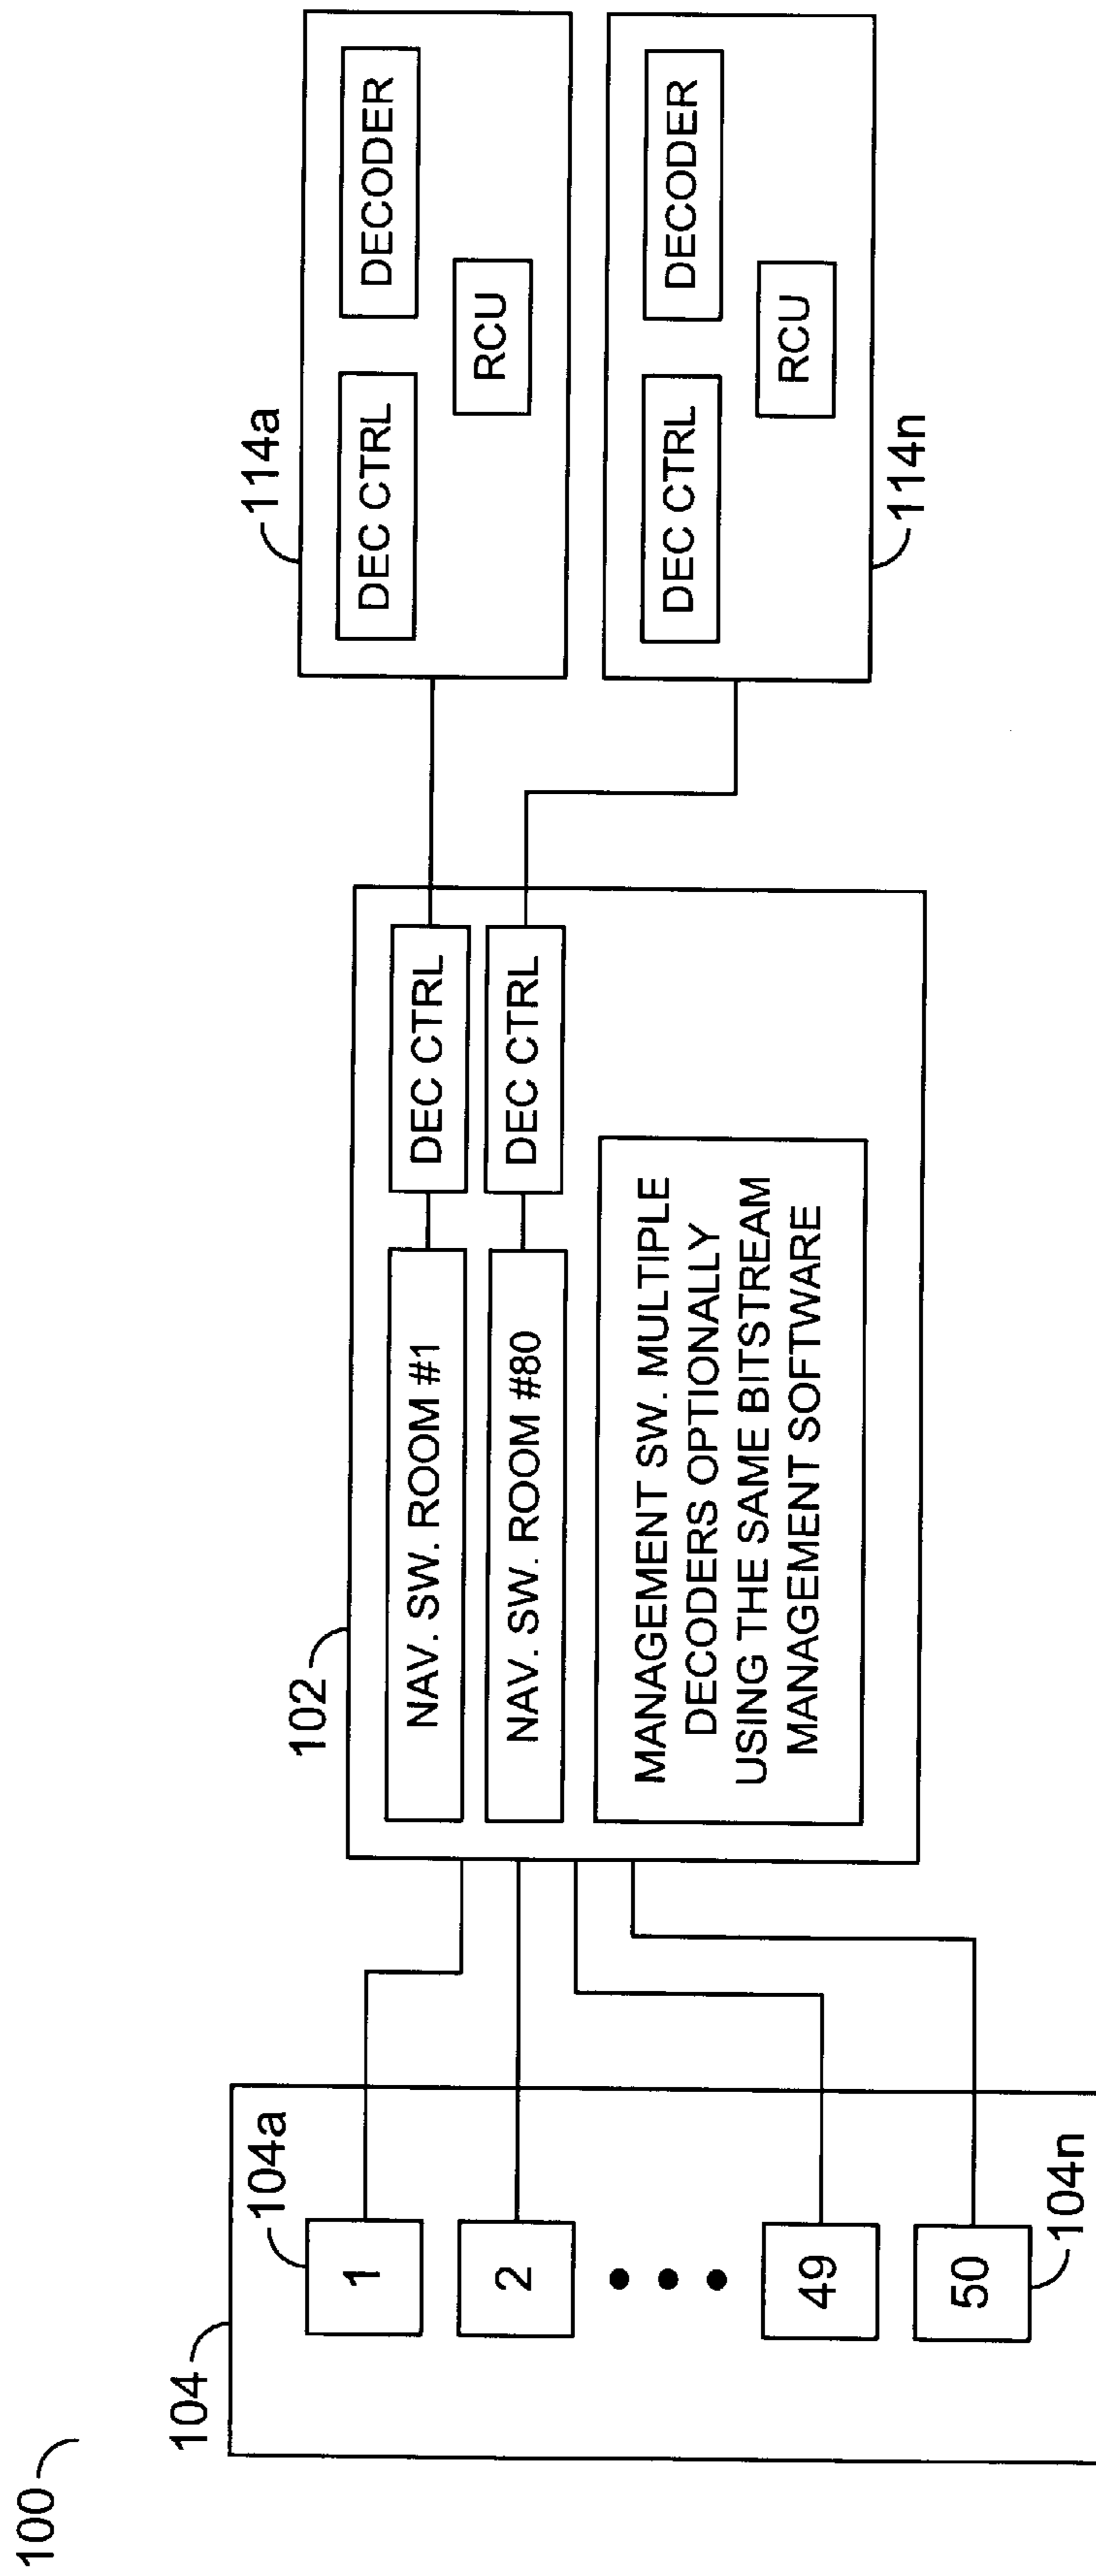 100
104
104a
1
2
49
50
104n
102
NAV. SW. ROOM #1
DEC CTRL
NAV. SW. ROOM #80
DEC CTRL
MANAGEMENT SW. MULTIPLE
DECODERS OPTIONALLY
USING THE SAME BITSTREAM
MANAGEMENT SOFTWARE
114a
DEC CTRL
DECODER
RCU
DEC CTRL
DECODER
RCU
114n